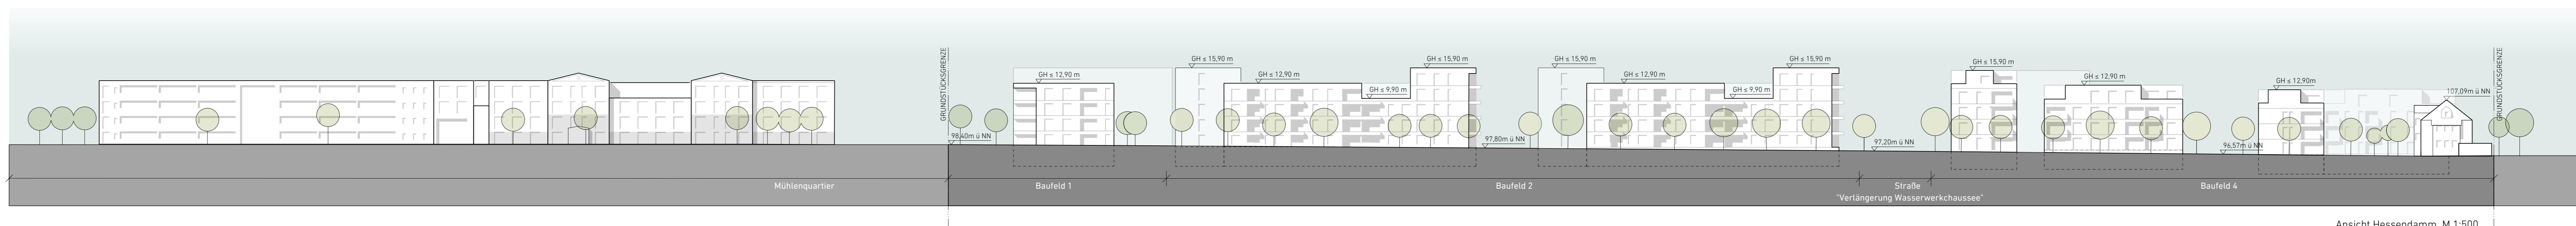 GRUNDSTÜCKSGRENZE
GH ≤ 12,90 m
GH ≤ 15,90 m
GH ≤ 12,90 m
GH ≤ 9,90 m
GH ≤ 15,90 m
GH ≤ 15,90 m
GH ≤ 12,90 m
GH ≤ 9,90 m
GH ≤ 15,90 m
GH ≤ 15,90 m
GH ≤ 12,90 m
GH ≤ 12,90m
107,09m ü NN
GRUNDSTÜCKSGRENZE
98,40m ü NN
97,80m ü NN
97,20m ü NN
96,57m ü NN
Mühlenquartier
Baufeld 1
Baufeld 2
Straße
"Verlängerung Wasserwerkchaussee"
Baufeld 4
Ansicht Hessendamm M 1:500